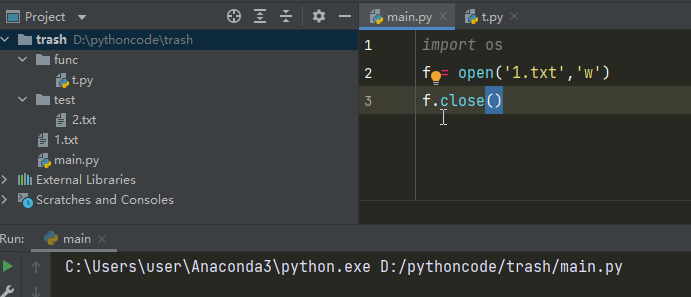 Project
trash D:\pythoncode\trash
func
t.py
test
2.txt
1.txt
main.py
External Libraries
Scratches and Consoles
main.py
t.py
1 import os
2 f = open('1.txt','w')
3 f.close()
Run: main
C:\Users\user\Anaconda3\python.exe D:/pythoncode/trash/main.py